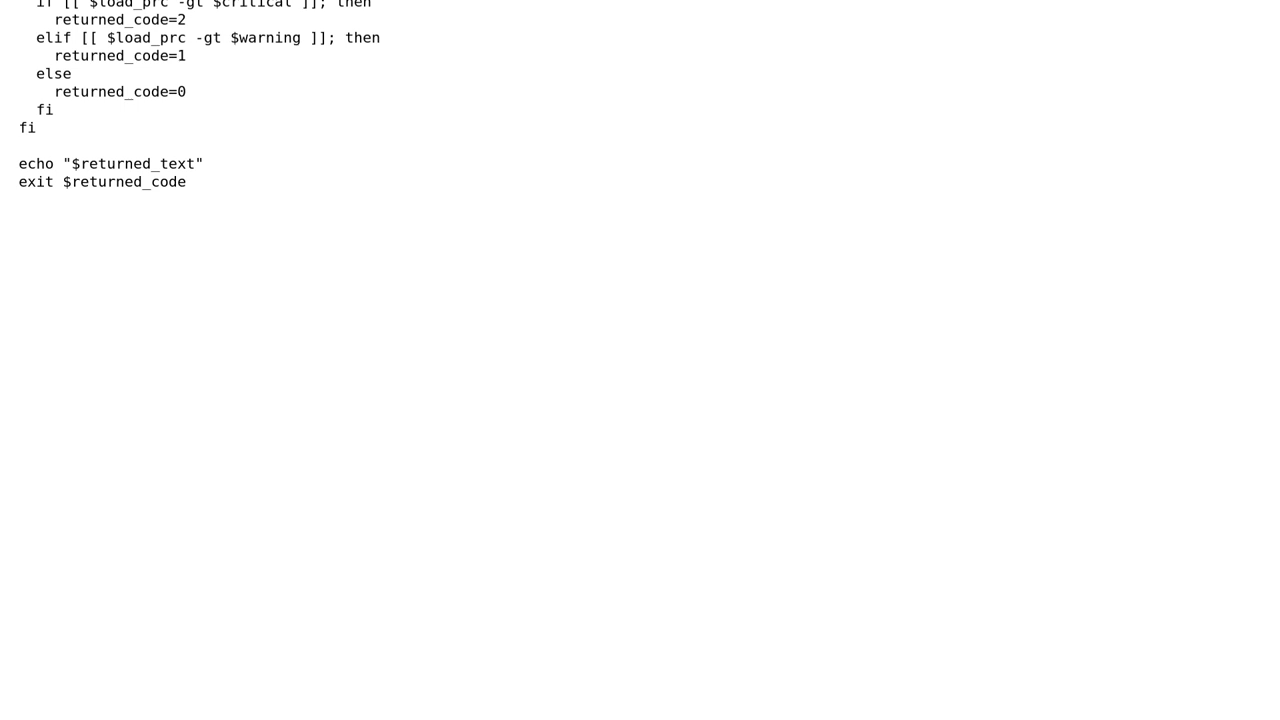 if [[ $load_prc -gt $critical ]]; then
    returned_code=2
  elif [[ $load_prc -gt $warning ]]; then
    returned_code=1
  else
    returned_code=0
  fi
fi

echo "$returned_text"
exit $returned_code